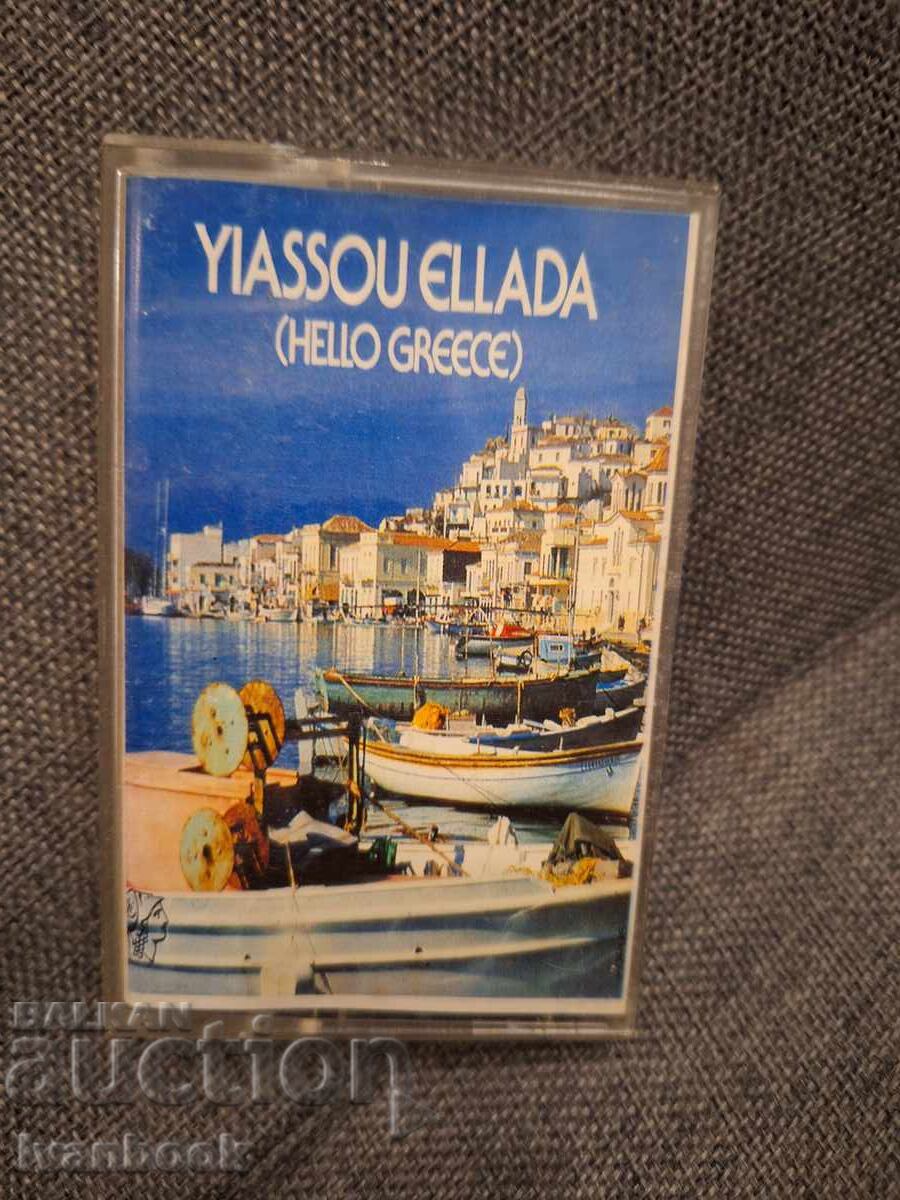 YIASSOU ELLADA
(HELLO GREECE)
BALKAN
auction
ivanbook